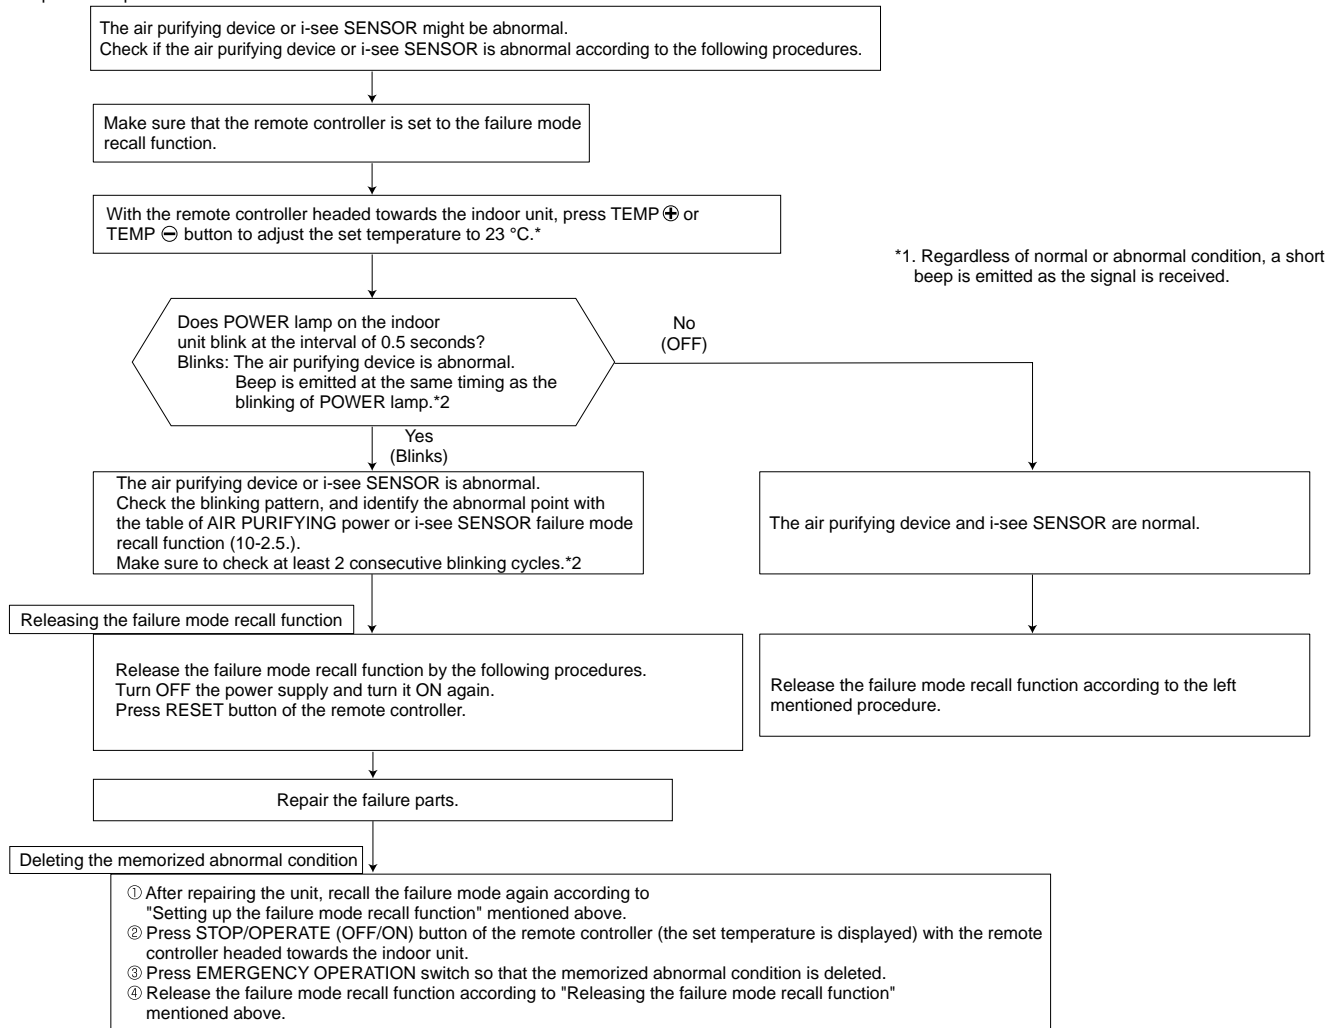 The air purifying device or i-see SENSOR might be abnormal.
Check if the air purifying device or i-see SENSOR is abnormal according to the following procedures.
Make sure that the remote controller is set to the failure mode
recall function.
With the remote controller headed towards the indoor unit, press TEMP ⊕ or
TEMP ⊖ button to adjust the set temperature to 23 °C.*
*1. Regardless of normal or abnormal condition, a short
beep is emitted as the signal is received.
Does POWER lamp on the indoor
unit blink at the interval of 0.5 seconds?
Blinks: The air purifying device is abnormal.
Beep is emitted at the same timing as the
blinking of POWER lamp.*2
No
(OFF)
Yes
(Blinks)
The air purifying device or i-see SENSOR is abnormal.
Check the blinking pattern, and identify the abnormal point with
the table of AIR PURIFYING power or i-see SENSOR failure mode
recall function (10-2.5.).
Make sure to check at least 2 consecutive blinking cycles.*2
The air purifying device and i-see SENSOR are normal.
Releasing the failure mode recall function
Release the failure mode recall function by the following procedures.
Turn OFF the power supply and turn it ON again.
Press RESET button of the remote controller.
Release the failure mode recall function according to the left
mentioned procedure.
Repair the failure parts.
Deleting the memorized abnormal condition
① After repairing the unit, recall the failure mode again according to
"Setting up the failure mode recall function" mentioned above.
② Press STOP/OPERATE (OFF/ON) button of the remote controller (the set temperature is displayed) with the remote
controller headed towards the indoor unit.
③ Press EMERGENCY OPERATION switch so that the memorized abnormal condition is deleted.
④ Release the failure mode recall function according to "Releasing the failure mode recall function"
mentioned above.